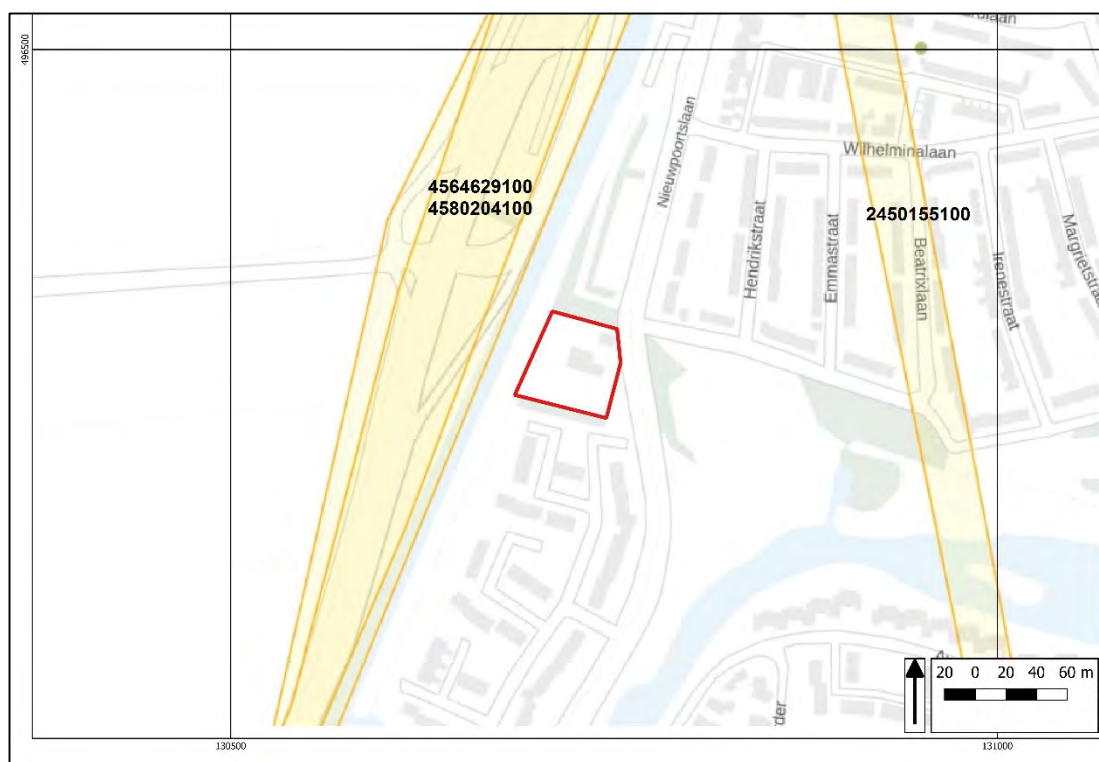 496500
Nieuwpoortslaan
Wilhelminalaan
4564629100
4580204100
2450155100
Hendrikstraat
Emmastraat
Beatrixlaan
Irenestraat
20 0 20 40 60 m
130500
131000